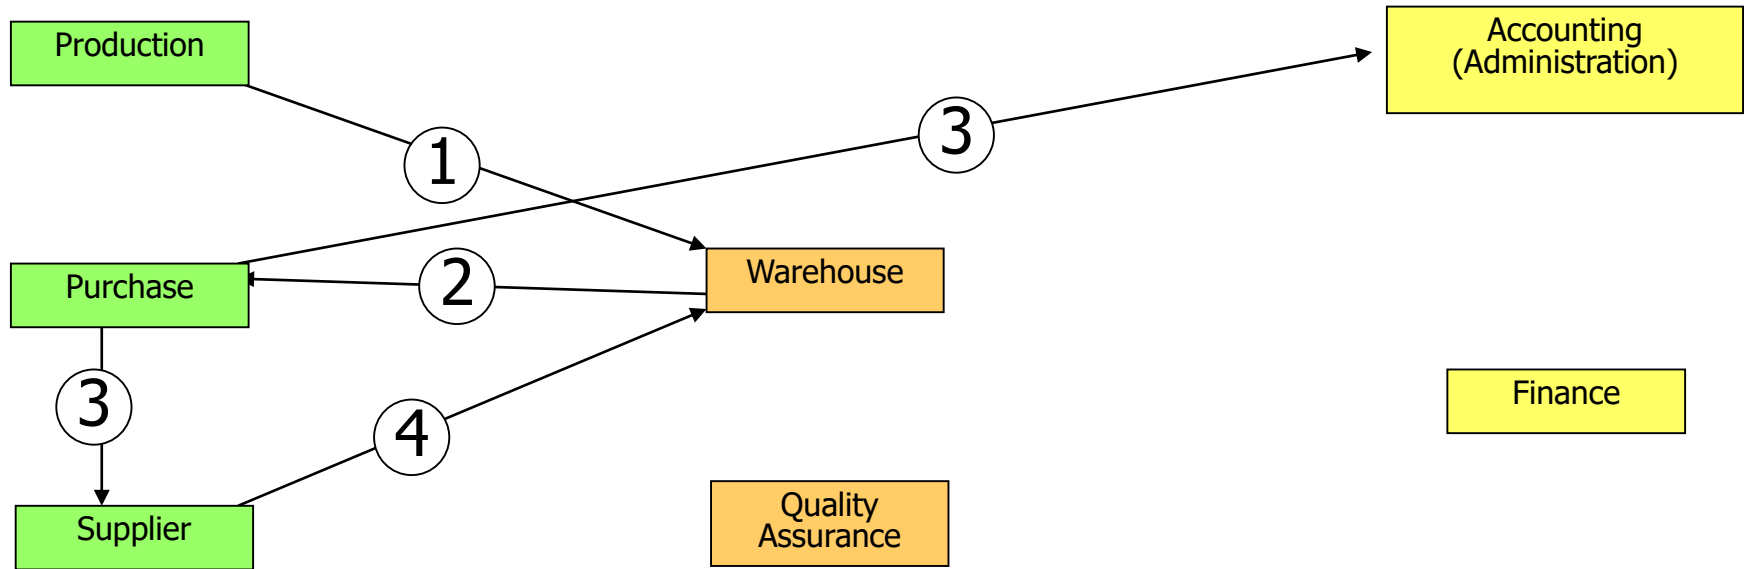 Production
Accounting
(Administration)
3
1
Purchase
2
Warehouse
3
4
Finance
Supplier
Quality
Assurance